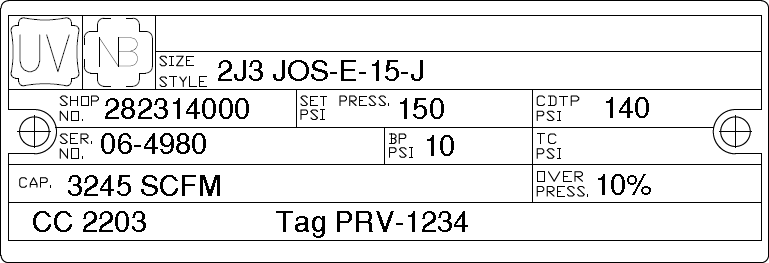 UV NB
SIZE STYLE 2J3 JOS-E-15-J
SHOP NO. 282314000 SET PRESS. PSI 150 CDTP PSI 140
SER. NO. 06-4980 BP PSI 10 TC PSI
CAP. 3245 SCFM OVER PRESS. 10%
CC 2203 Tag PRV-1234